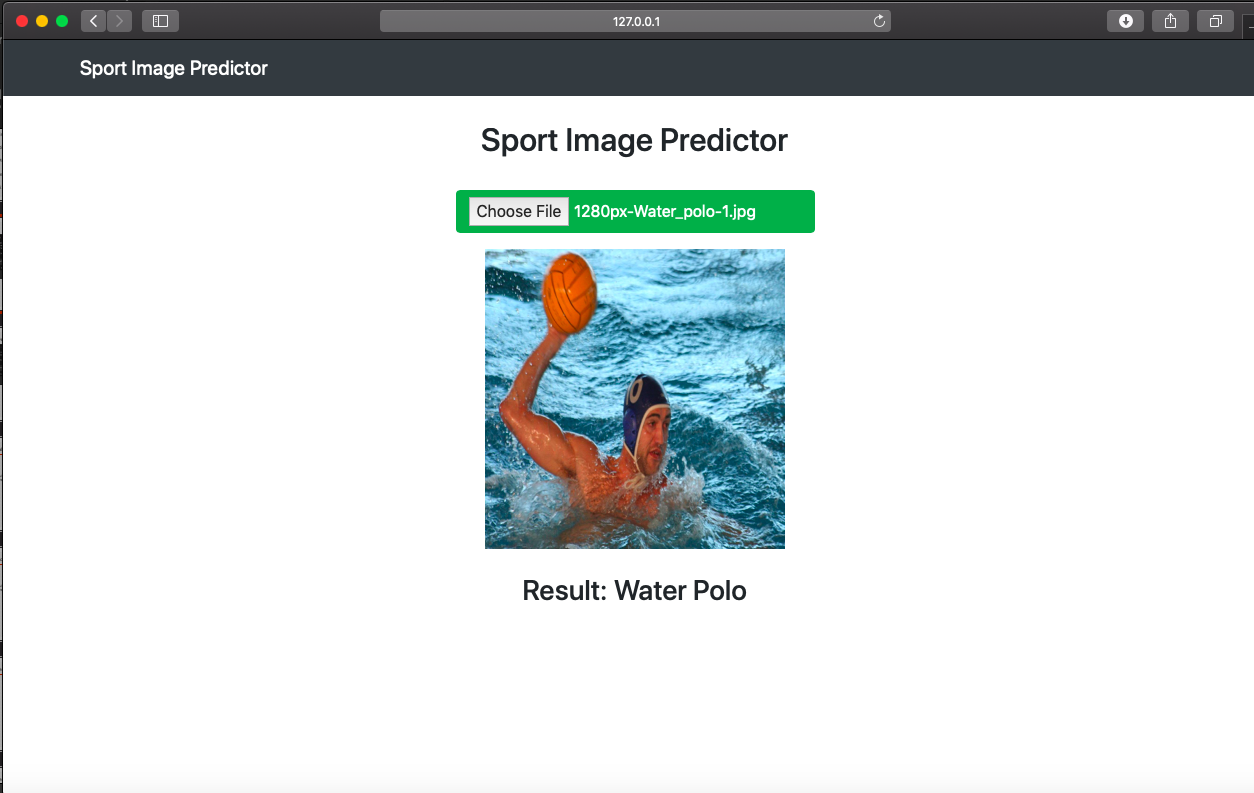 127.0.0.1
Sport Image Predictor
Sport Image Predictor
Choose File 1280px-Water_polo-1.jpg
Result: Water Polo